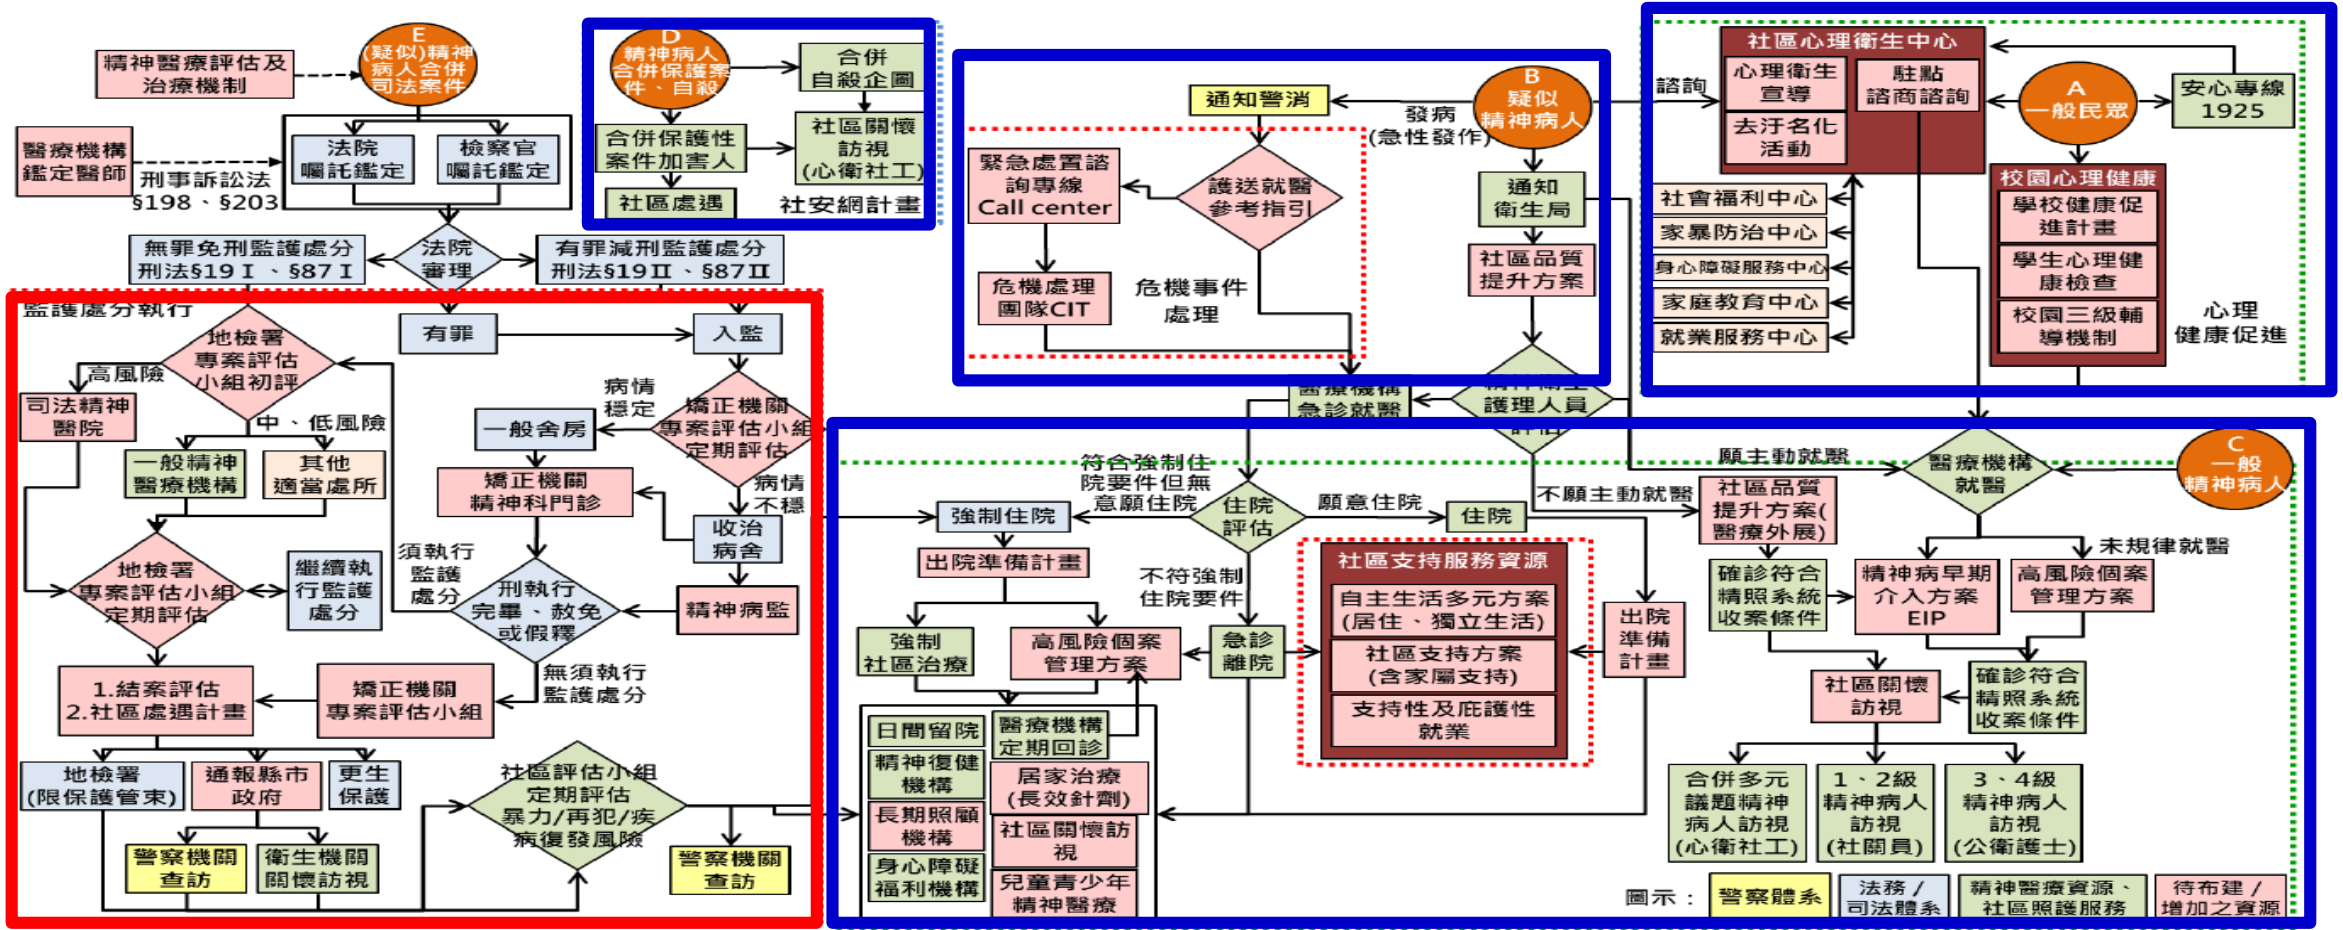 E
(疑似)精神
病人合併
司法案件
精神醫療評估及
治療機制
醫療機構
鑑定醫師
刑事訴訟法
§198、§203
法院
囑託鑑定
檢察官
囑託鑑定
法院
審理
無罪免刑監護處分
刑法§19Ⅰ、§87Ⅰ
有罪減刑監護處分
刑法§19Ⅱ、§87Ⅱ
D
精神病人
合併保護案
件、自殺
合併
自殺企圖
合併保護性
案件加害人
社區關懷
訪視
(心衛社工)
社區處遇
社安網計畫
B
疑似
精神病人
通知警消
發病
(急性發作)
諮詢
緊急處置諮
詢專線
Call center
護送就醫
參考指引
危機處理
團隊CIT
危機事件
處理
通知
衛生局
社區品質
提升方案
醫療機構
急診就醫
精神衛生
護理人員
評估
社區心理衛生中心
心理衛生
宣導
去汙名化
活動
駐點
諮商諮詢
A
一般民眾
安心專線
1925
校園心理健康
學校健康促
進計畫
學生心理健
康檢查
校園三級輔
導機制
心理
健康促進
社會福利中心
家暴防治中心
身心障礙服務中心
家庭教育中心
就業服務中心
監護處分執行
地檢署
專案評估
小組初評
有罪
入監
高風險
司法精神
醫院
中、低風險
一般精神
醫療機構
其他
適當處所
病情
穩定
一般舍房
矯正機關
專案評估小組
定期評估
矯正機關
精神科門診
病情
不穩
收治
病舍
精神病監
地檢署
專案評估小組
定期評估
繼續執
行監護
處分
須執行
監護
處分
刑執行
完畢、赦免
或假釋
無須執行
監護處分
1.結案評估
2.社區處遇計畫
矯正機關
專案評估小組
地檢署
(限保護管束)
通報縣市
政府
更生
保護
警察機關
查訪
衛生機關
關懷訪視
社區評估小組
定期評估
暴力/再犯/疾
病復發風險
警察機關
查訪
符合強制住
院要件但無
意願住院
強制住院
住院
評估
願意住院
住院
出院準備計畫
不符強制
住院要件
強制
社區治療
高風險個案
管理方案
急診
離院
社區支持服務資源
自主生活多元方案
(居住、獨立生活)
社區支持方案
(含家屬支持)
支持性及庇護性
就業
出院
準備
計畫
日間留院
醫療機構
定期回診
精神復健
機構
居家治療
(長效針劑)
長期照顧
機構
社區關懷訪
視
身心障礙
福利機構
兒童青少年
精神醫療
願主動就醫
不願主動就醫
醫療機構
就醫
C
一般
精神病人
社區品質
提升方案(
醫療外展)
未規律就醫
確診符合
精照系統
收案條件
精神病早期
介入方案
EIP
高風險個案
管理方案
社區關懷
訪視
確診符合
精照系統
收案條件
合併多元
議題精神
病人訪視
(心衛社工)
1、2級
精神病人
訪視
(社關員)
3、4級
精神病人
訪視
(公衛護士)
圖示：
警察體系
法務/
司法體系
精神醫療資源、
社區照護服務
待布建/
增加之資源